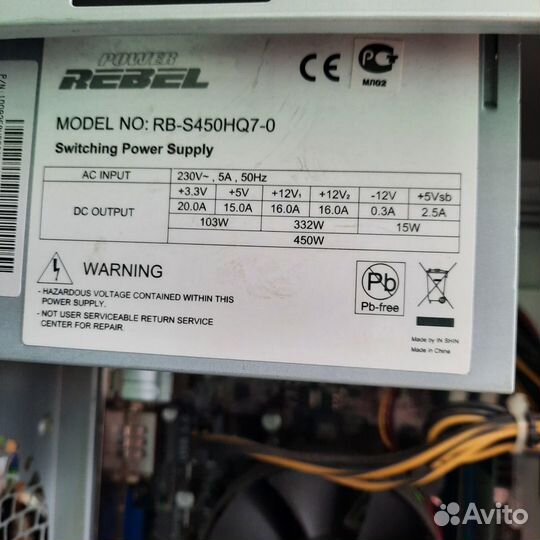 POWER
REBEL
CE
МЛ02
MODEL NO: RB-S450HQ7-0
Switching Power Supply
AC INPUT 230V~ , 5A , 50Hz
DC OUTPUT +3.3V +5V +12V₁ +12V₂ -12V +5Vsb
20.0A 15.0A 16.0A 16.0A 0.3A 2.5A
103W 332W 15W
450W
WARNING
- HAZARDOUS VOLTAGE CONTAINED WITHIN THIS
POWER SUPPLY.
- NOT USER SERVICEABLE RETURN SERVICE
CENTER FOR REPAIR.
Pb
Pb-free
Made by IN SHIN
Made in China
Avito